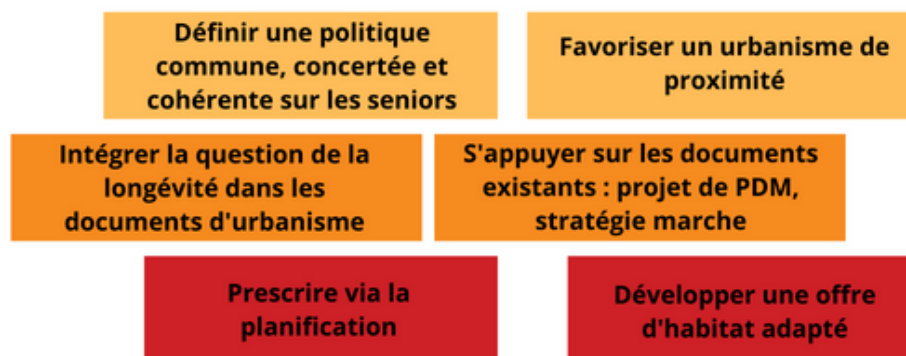 Définir une politique
commune, concertée et
cohérente sur les seniors
Favoriser un urbanisme de
proximité
Intégrer la question de la
longévité dans les
documents d'urbanisme
S'appuyer sur les documents
existants : projet de PDM,
stratégie marche
Prescrire via la
planification
Développer une offre
d'habitat adapté